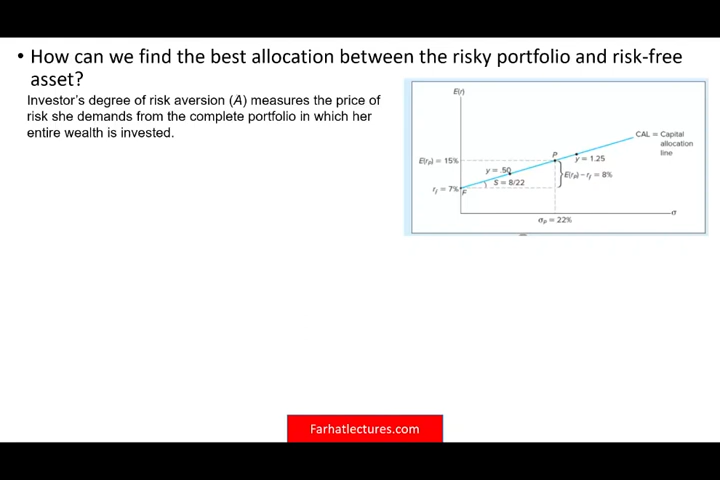 • How can we find the best allocation between the risky portfolio and risk-free
asset?
Investor's degree of risk aversion (A) measures the price of
risk she demands from the complete portfolio in which her
entire wealth is invested.
E(r)
CAL = Capital
allocation
line
P
E(rₚ) = 15%
y = 1.25
y = .50
E(rₚ) − r_f = 8%
S = 8/22
r_f = 7%
F
σ
σₚ = 22%
Farhatlectures.com